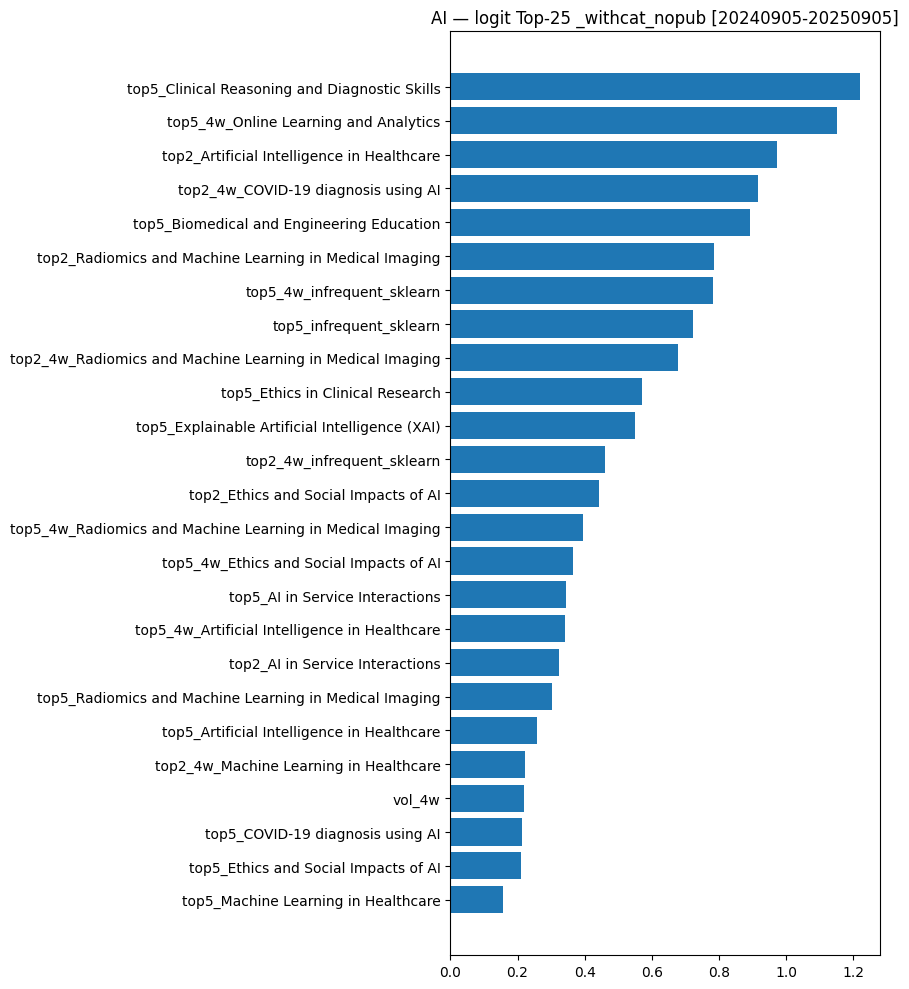 AI — logit Top-25 _withcat_nopub [20240905-20250905]
top5_Clinical Reasoning and Diagnostic Skills
top5_4w_Online Learning and Analytics
top2_Artificial Intelligence in Healthcare
top2_4w_COVID-19 diagnosis using AI
top5_Biomedical and Engineering Education
top2_Radiomics and Machine Learning in Medical Imaging
top5_4w_infrequent_sklearn
top5_infrequent_sklearn
top2_4w_Radiomics and Machine Learning in Medical Imaging
top5_Ethics in Clinical Research
top5_Explainable Artificial Intelligence (XAI)
top2_4w_infrequent_sklearn
top2_Ethics and Social Impacts of AI
top5_4w_Radiomics and Machine Learning in Medical Imaging
top5_4w_Ethics and Social Impacts of AI
top5_AI in Service Interactions
top5_4w_Artificial Intelligence in Healthcare
top2_AI in Service Interactions
top5_Radiomics and Machine Learning in Medical Imaging
top5_Artificial Intelligence in Healthcare
top2_4w_Machine Learning in Healthcare
vol_4w
top5_COVID-19 diagnosis using AI
top5_Ethics and Social Impacts of AI
top5_Machine Learning in Healthcare
0.0 0.2 0.4 0.6 0.8 1.0 1.2